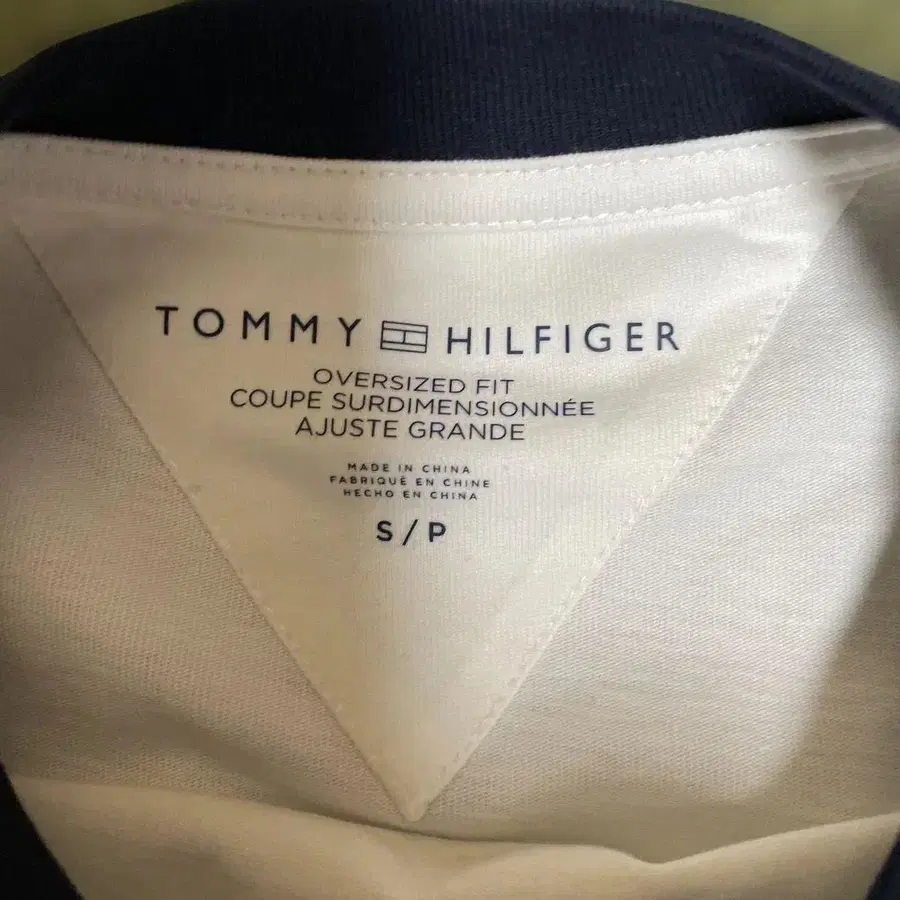 TOMMY HILFIGER
OVERSIZED FIT
COUPE SURDIMENSIONNÉE
AJUSTE GRANDE
MADE IN CHINA
FABRIQUÉ EN CHINE
HECHO EN CHINA
S/P